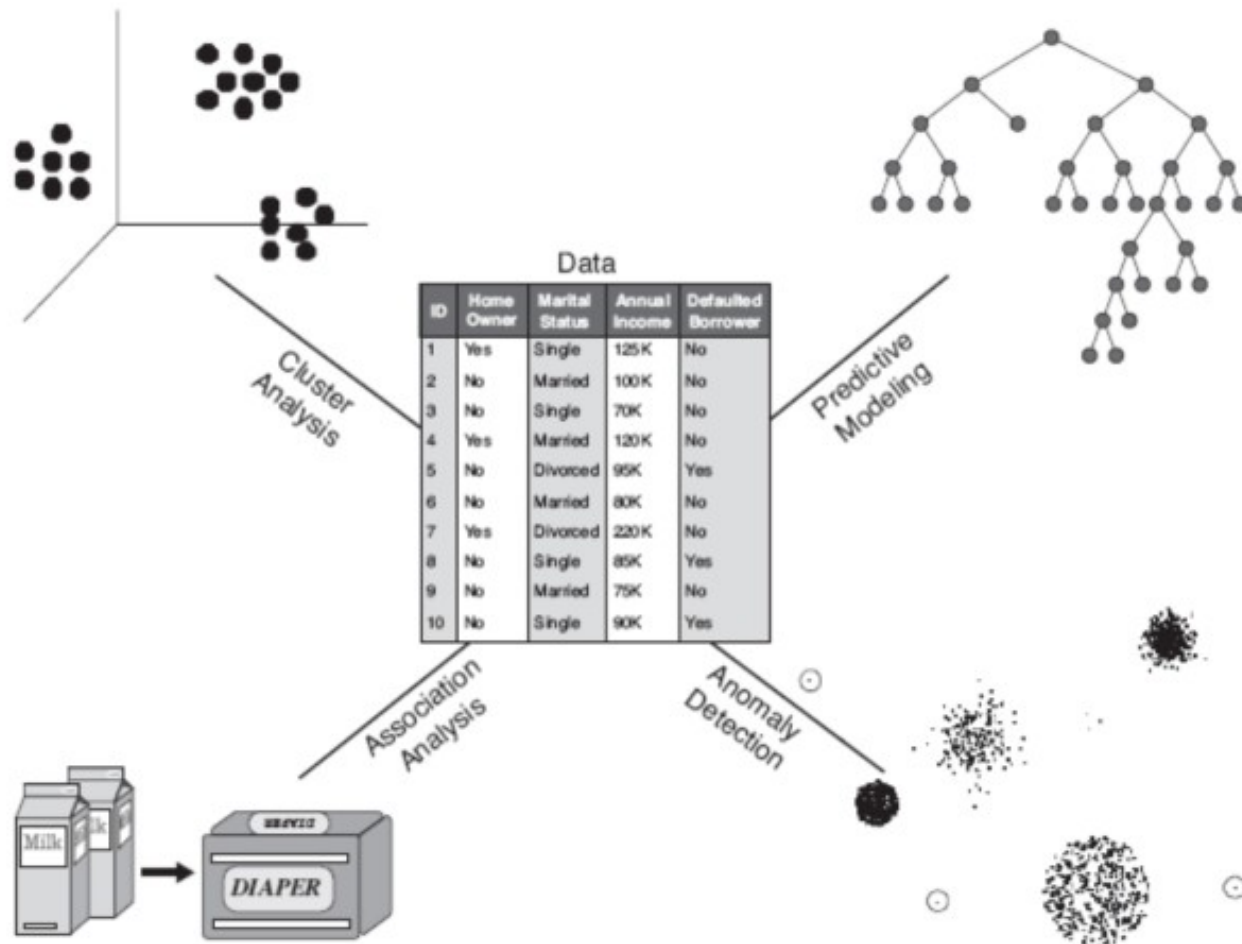 Data
ID Home Owner Marital Status Annual Income Defaulted Borrower
1 Yes Single 125K No
2 No Married 100K No
3 No Single 70K No
4 Yes Married 120K No
5 No Divorced 95K Yes
6 No Married 80K No
7 Yes Divorced 220K No
8 No Single 85K Yes
9 No Married 75K No
10 No Single 90K Yes
Cluster
Analysis
Predictive
Modeling
Association
Analysis
Anomaly
Detection
Milk
lk
DIAPER
DIAPER